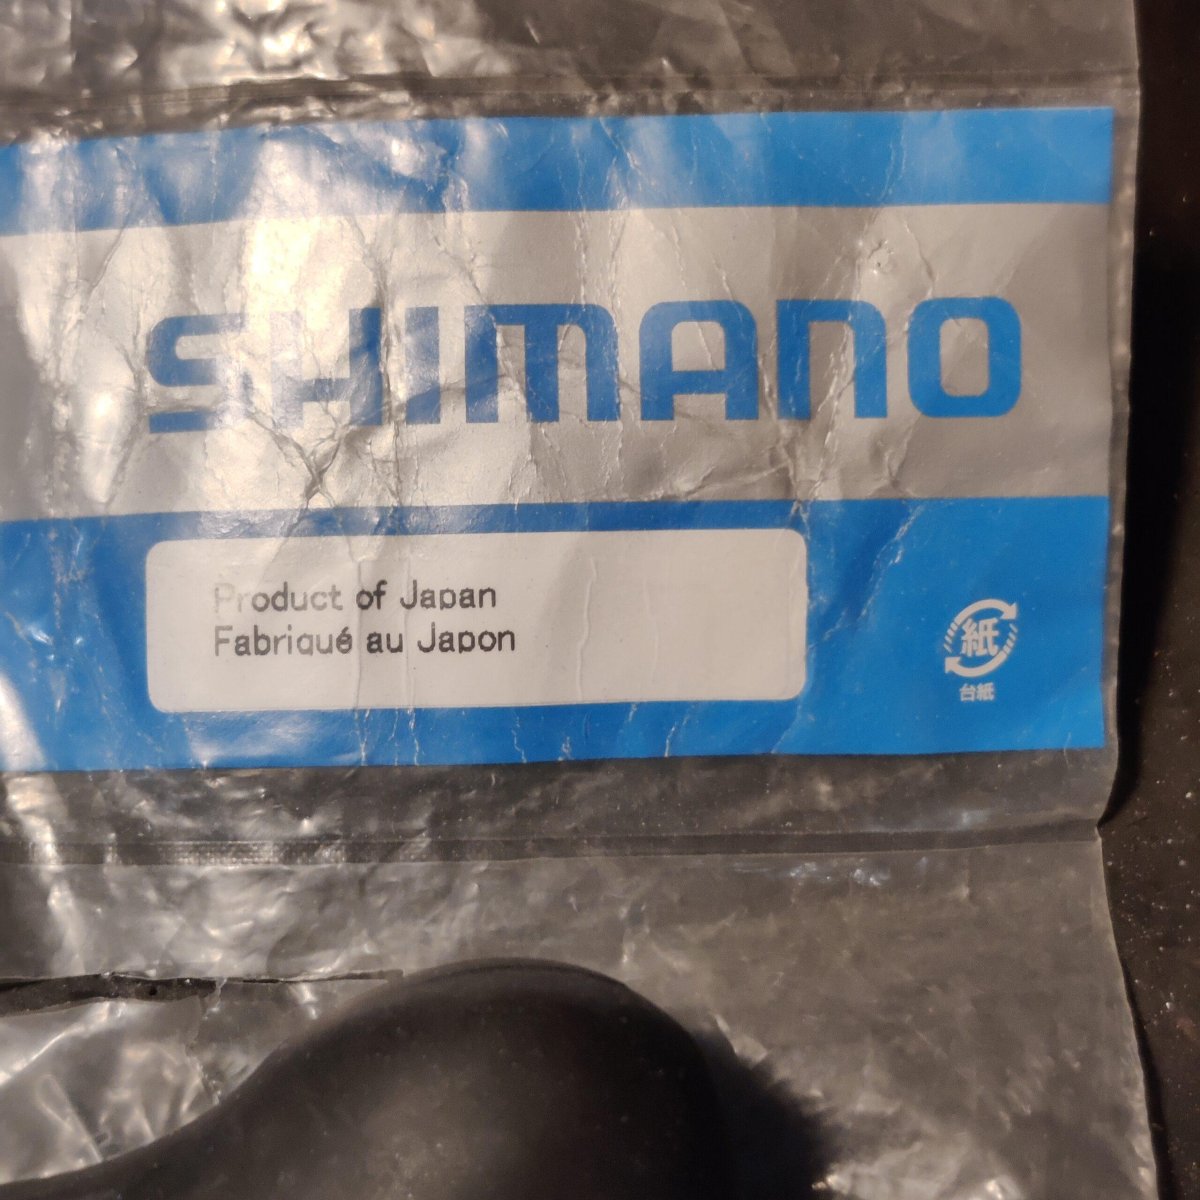 SHIMANO
Product of Japan
Fabriqué au Japon
紙
台紙